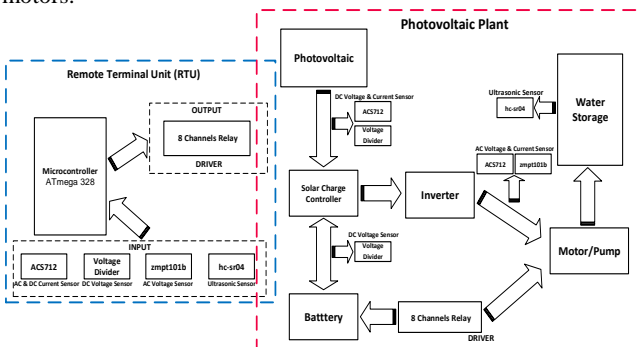 motors.
Photovoltaic Plant
Remote Terminal Unit (RTU)
OUTPUT
8 Channels Relay
DRIVER
Microcontroller
ATmega 328
INPUT
ACS712
AC & DC Current Sensor
Voltage
Divider
DC Voltage Sensor
zmpt101b
AC Voltage Sensor
hc-sr04
Ultrasonic Sensor
Photovoltaic
DC Voltage & Current Sensor
ACS712
Voltage
Divider
Solar Charge
Controller
DC Voltage Sensor
Voltage
Divider
Batttery
Inverter
AC Voltage & Current Sensor
ACS712
zmpt101b
Ultrasonic Sensor
hc-sr04
Water
Storage
Motor/Pump
8 Channels Relay
DRIVER